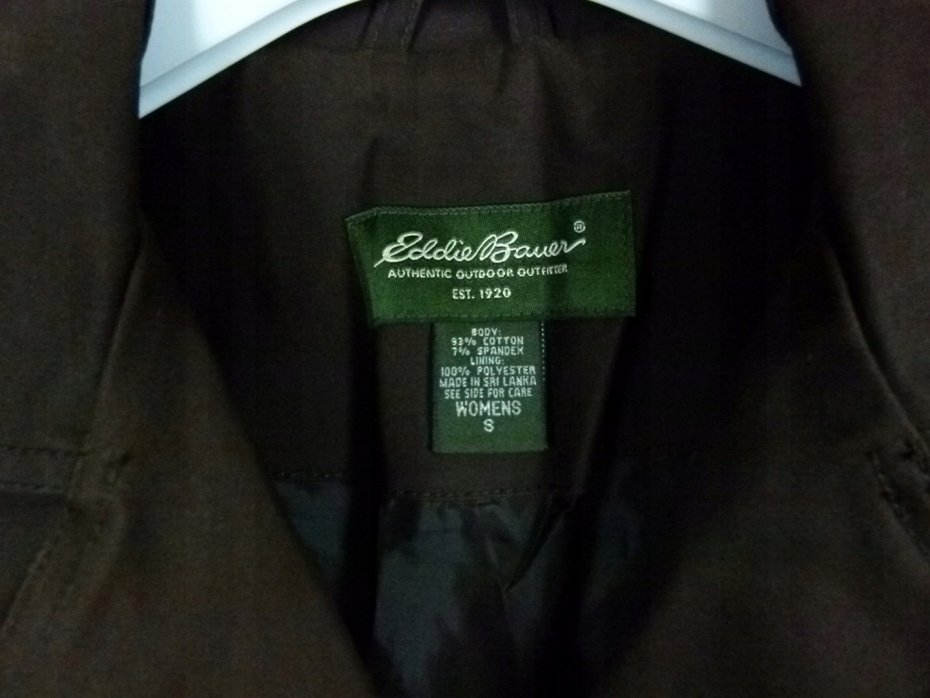 Eddie Bauer®
AUTHENTIC OUTDOOR OUTFITTER
EST. 1920
BODY:
93% COTTON
7% SPANDEX
LINING:
100% POLYESTER
MADE IN SRI LANKA
SEE SIDE FOR CARE
WOMENS
S